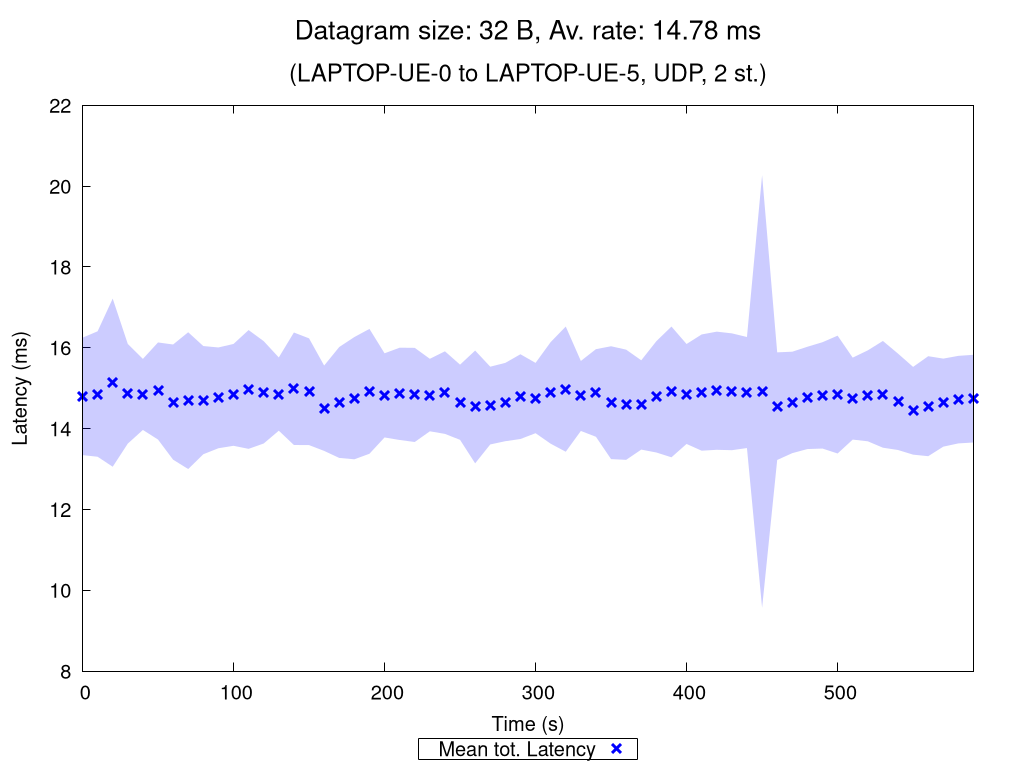 Datagram size: 32 B, Av. rate: 14.78 ms
(LAPTOP-UE-0 to LAPTOP-UE-5, UDP, 2 st.)
22
20
18
16
14
12
10
8
Latency (ms)
0 100 200 300 400 500
Time (s)
Mean tot. Latency